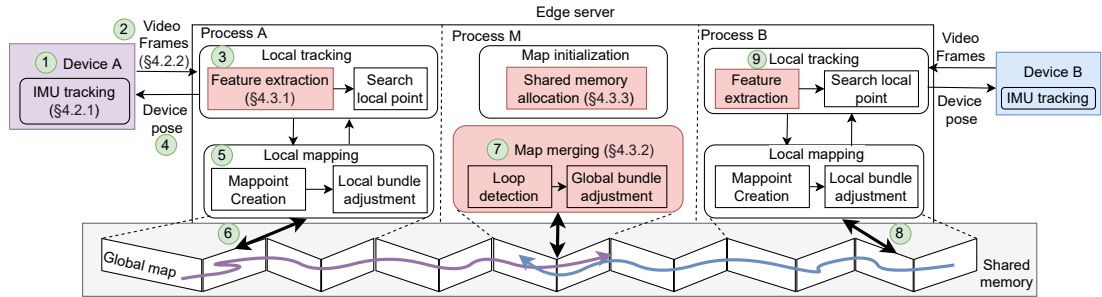 Edge server
2
Video
Frames
(§4.2.2)
1 Device A
IMU tracking
(§4.2.1)
Device
pose
4
Process A
3
Local tracking
Feature extraction
(§4.3.1)
Search
local point
5
Local mapping
Mappoint
Creation
Local bundle
adjustment
6
Process M
Map initialization
Shared memory
allocation (§4.3.3)
7 Map merging (§4.3.2)
Loop
detection
Global bundle
adjustment
Process B
9
Local tracking
Feature
extraction
Search local
point
Local mapping
Mappoint
Creation
Local bundle
adjustment
8
Video
Frames
Device B
IMU tracking
Device
pose
Global map
Shared
memory